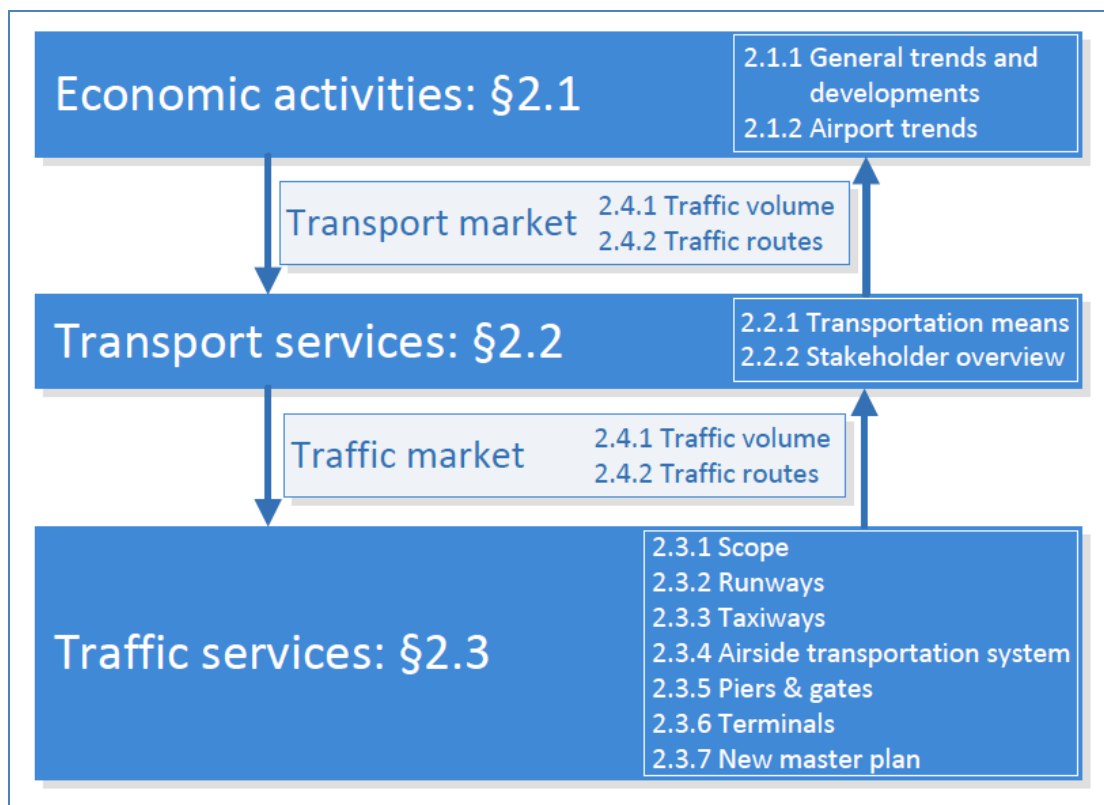 Economic activities: §2.1
2.1.1 General trends and
developments
2.1.2 Airport trends
Transport market
2.4.1 Traffic volume
2.4.2 Traffic routes
Transport services: §2.2
2.2.1 Transportation means
2.2.2 Stakeholder overview
Traffic market
2.4.1 Traffic volume
2.4.2 Traffic routes
Traffic services: §2.3
2.3.1 Scope
2.3.2 Runways
2.3.3 Taxiways
2.3.4 Airside transportation system
2.3.5 Piers & gates
2.3.6 Terminals
2.3.7 New master plan